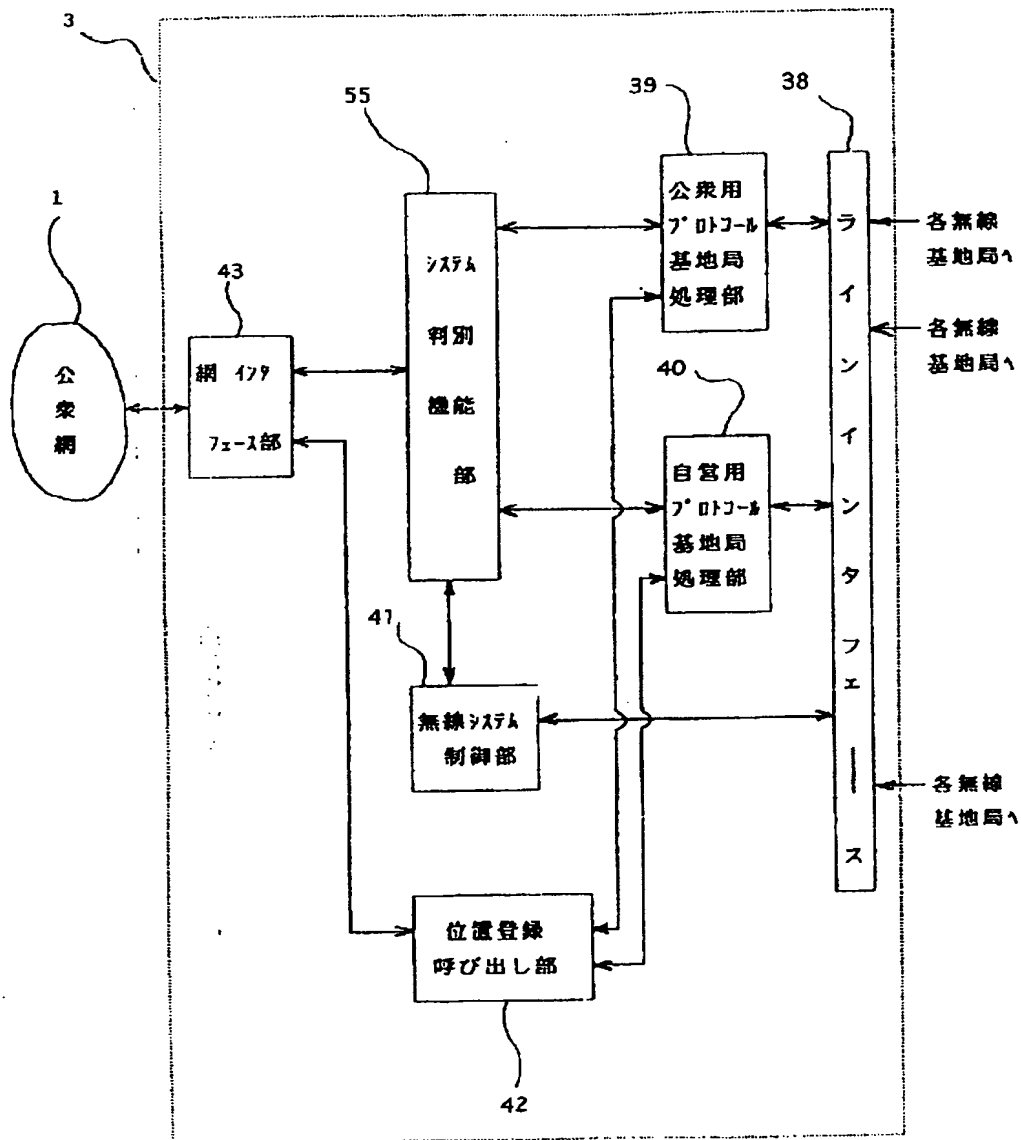 3
1
公衆網
43
網 インタ
フェース部
55
システム
判別
機能
部
39
公衆用
プロトコール
基地局
処理部
38
ラインインタフェース
各無線
基地局へ
各無線
基地局へ
40
自営用
プロトコール
基地局
処理部
41
無線システム
制御部
各無線
基地局へ
位置登録
呼び出し部
42